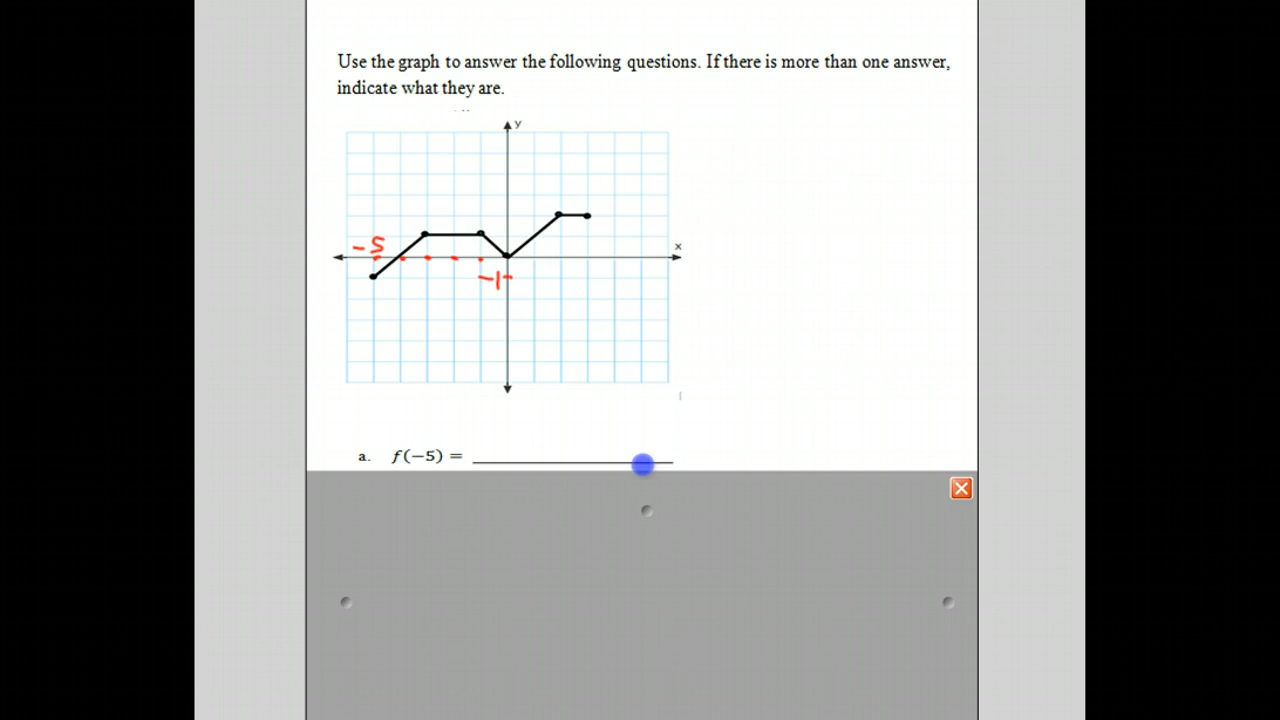 Use the graph to answer the following questions. If there is more than one answer,
indicate what they are.
y
-5
x
-1
a. f(−5) = ____________________